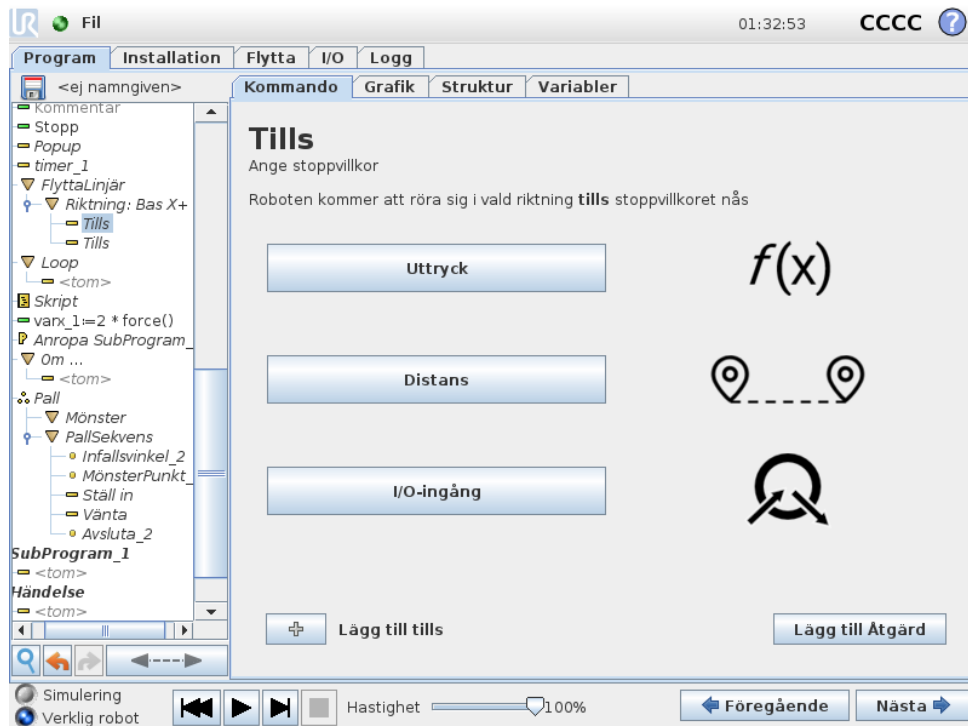 UR Fil 01:32:53 CCCC ?
Program Installation Flytta I/O Logg
<ej namngiven>
Kommando Grafik Struktur Variabler
Kommentar
Stopp
Popup
timer_1
FlyttaLinjär
Riktning: Bas X+
Tills
Tills
Loop
<tom>
Skript
varx_1:=2 * force()
Anropa SubProgram_
Om ...
<tom>
Pall
Mönster
PallSekvens
Infallsvinkel_2
MönsterPunkt_
Ställ in
Vänta
Avsluta_2
SubProgram_1
<tom>
Händelse
<tom>
Tills
Ange stoppvillkor
Roboten kommer att röra sig i vald riktning tills stoppvillkoret nås
Uttryck f(x)
Distans
I/O-ingång
Lägg till tills
Lägg till Åtgärd
Simulering
Verklig robot
Hastighet 100%
Föregående
Nästa